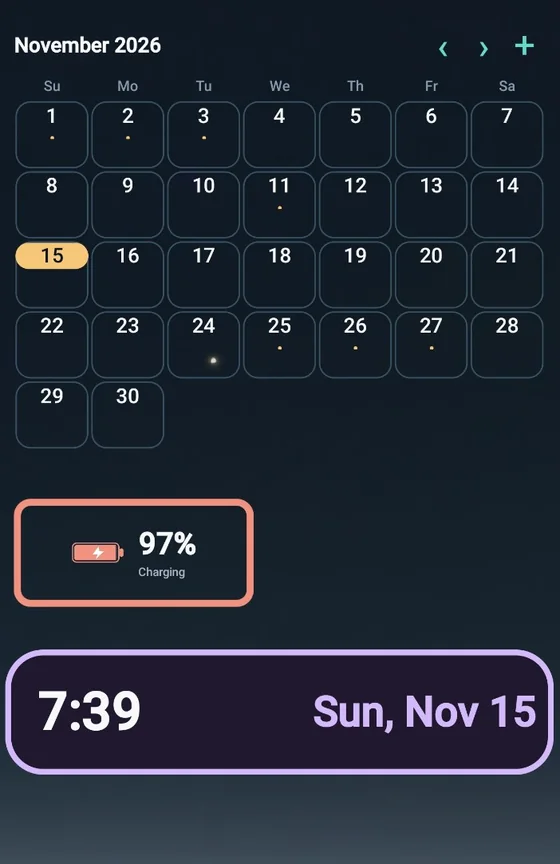 November 2026 ‹ › +
Su Mo Tu We Th Fr Sa
1 2 3 4 5 6 7
8 9 10 11 12 13 14
15 16 17 18 19 20 21
22 23 24 25 26 27 28
29 30
97%
Charging
7:39 Sun, Nov 15